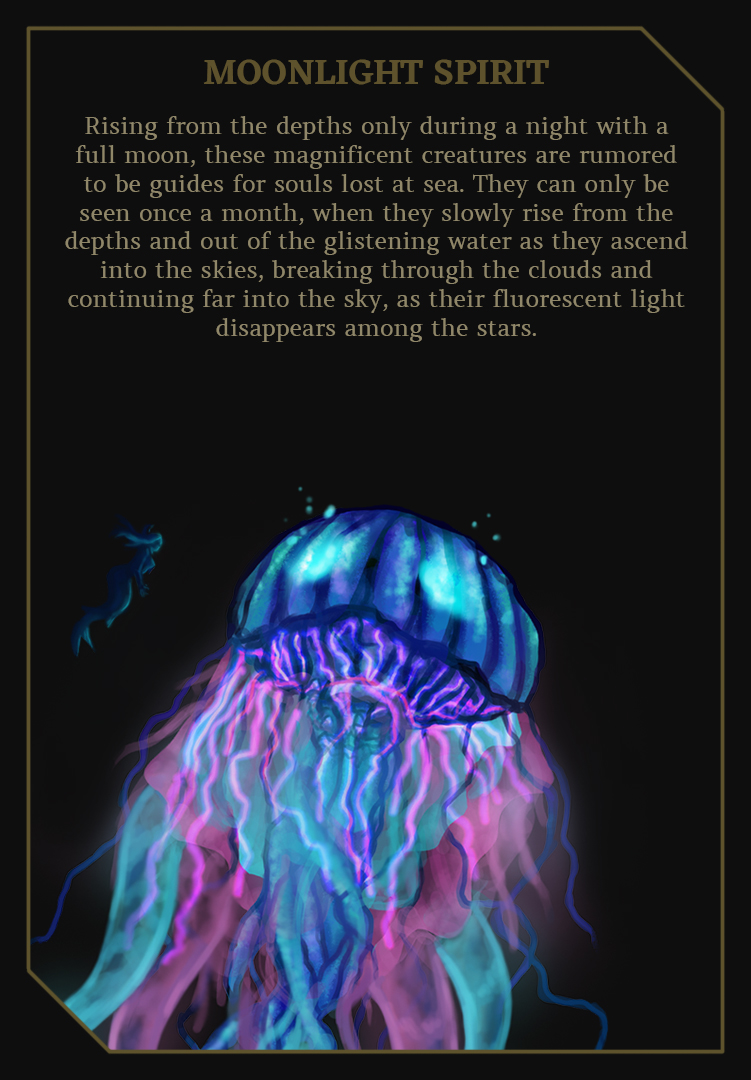 MOONLIGHT SPIRIT
Rising from the depths only during a night with a
full moon, these magnificent creatures are rumored
to be guides for souls lost at sea. They can only be
seen once a month, when they slowly rise from the
depths and out of the glistening water as they ascend
into the skies, breaking through the clouds and
continuing far into the sky, as their fluorescent light
disappears among the stars.